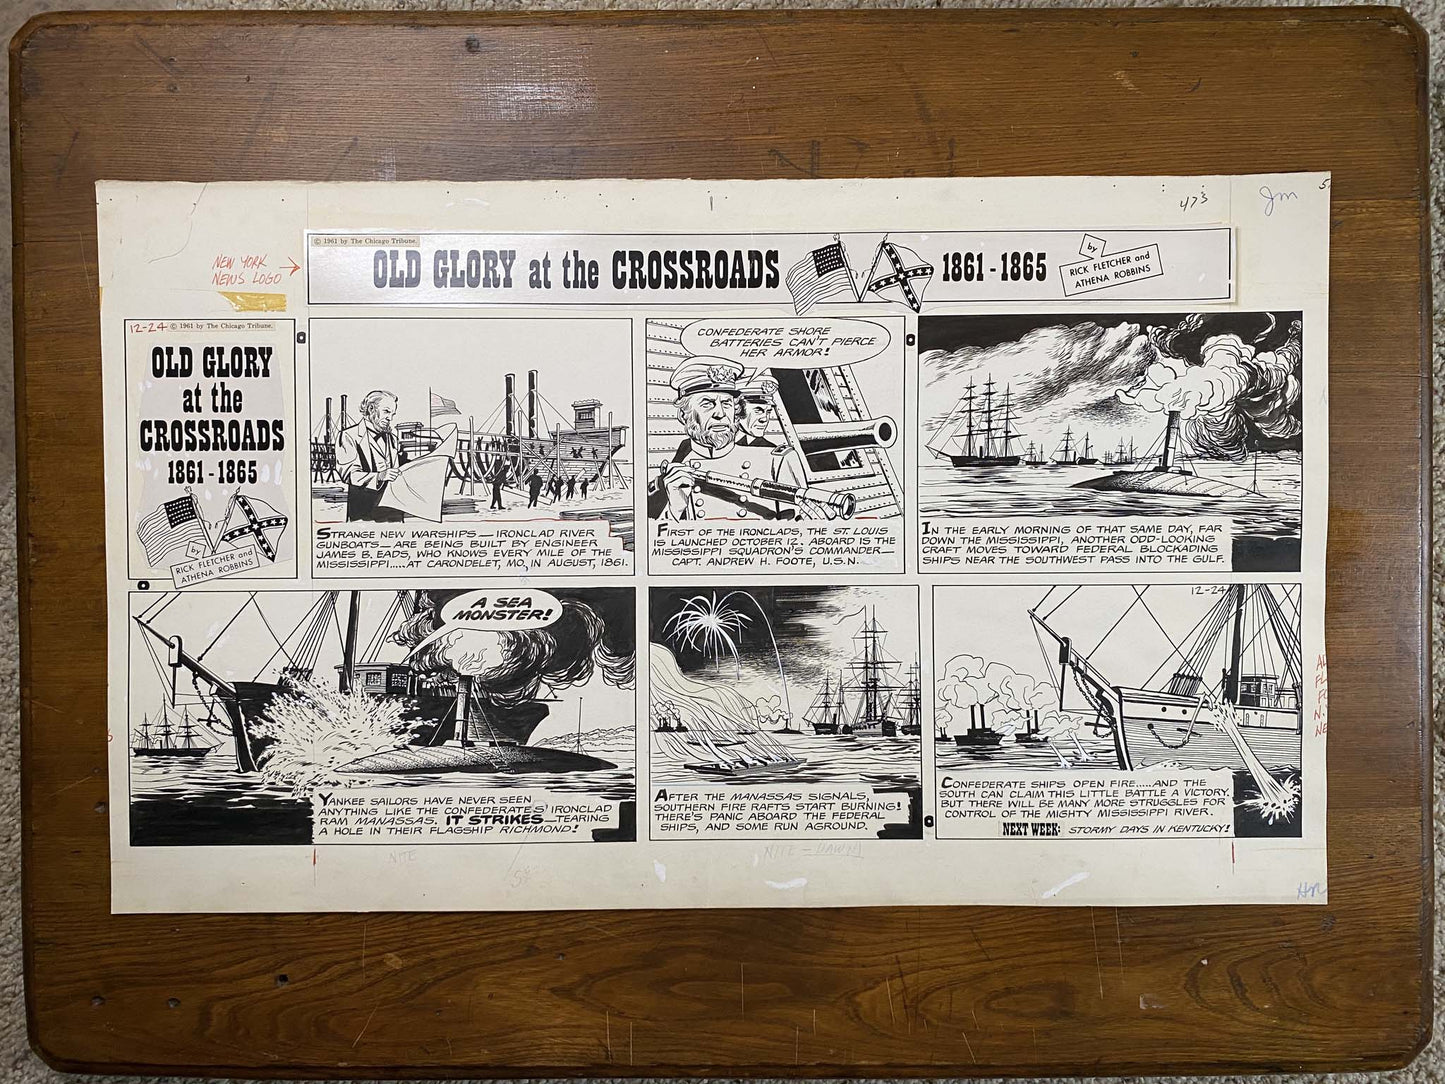 473
Jm
5
NEW YORK
NEWS LOGO →
© 1961 by The Chicago Tribune.
OLD GLORY at the CROSSROADS 1861-1865
by
RICK FLETCHER and
ATHENA ROBBINS
12-24 © 1961 by The Chicago Tribune.
OLD GLORY
at the
CROSSROADS
1861-1865
by
RICK FLETCHER and
ATHENA ROBBINS
STRANGE NEW WARSHIPS—IRONCLAD RIVER
GUNBOATS—ARE BEING BUILT BY ENGINEER
JAMES B. EADS, WHO KNOWS EVERY MILE OF THE
MISSISSIPPI.....AT CARONDELET, MO., IN AUGUST, 1861.
CONFEDERATE SHORE
BATTERIES CAN'T PIERCE
HER ARMOR!
FIRST OF THE IRONCLADS, THE ST. LOUIS
IS LAUNCHED OCTOBER 12. ABOARD IS THE
MISSISSIPPI SQUADRON'S COMMANDER—
CAPT. ANDREW H. FOOTE, U.S.N.
IN THE EARLY MORNING OF THAT SAME DAY, FAR
DOWN THE MISSISSIPPI, ANOTHER ODD-LOOKING
CRAFT MOVES TOWARD FEDERAL BLOCKADING
SHIPS NEAR THE SOUTHWEST PASS INTO THE GULF.
A SEA
MONSTER!
YANKEE SAILORS HAVE NEVER SEEN
ANYTHING LIKE THE CONFEDERATES' IRONCLAD
RAM MANASSAS. IT STRIKES—TEARING
A HOLE IN THEIR FLAGSHIP RICHMOND!
AFTER THE MANASSAS SIGNALS,
SOUTHERN FIRE RAFTS START BURNING!
THERE'S PANIC ABOARD THE FEDERAL
SHIPS, AND SOME RUN AGROUND.
12-24
CONFEDERATE SHIPS OPEN FIRE.....AND THE
SOUTH CAN CLAIM THIS LITTLE BATTLE A VICTORY.
BUT THERE WILL BE MANY MORE STRUGGLES FOR
CONTROL OF THE MIGHTY MISSISSIPPI RIVER.
NEXT WEEK: STORMY DAYS IN KENTUCKY!
NITE
NITE - DAWN